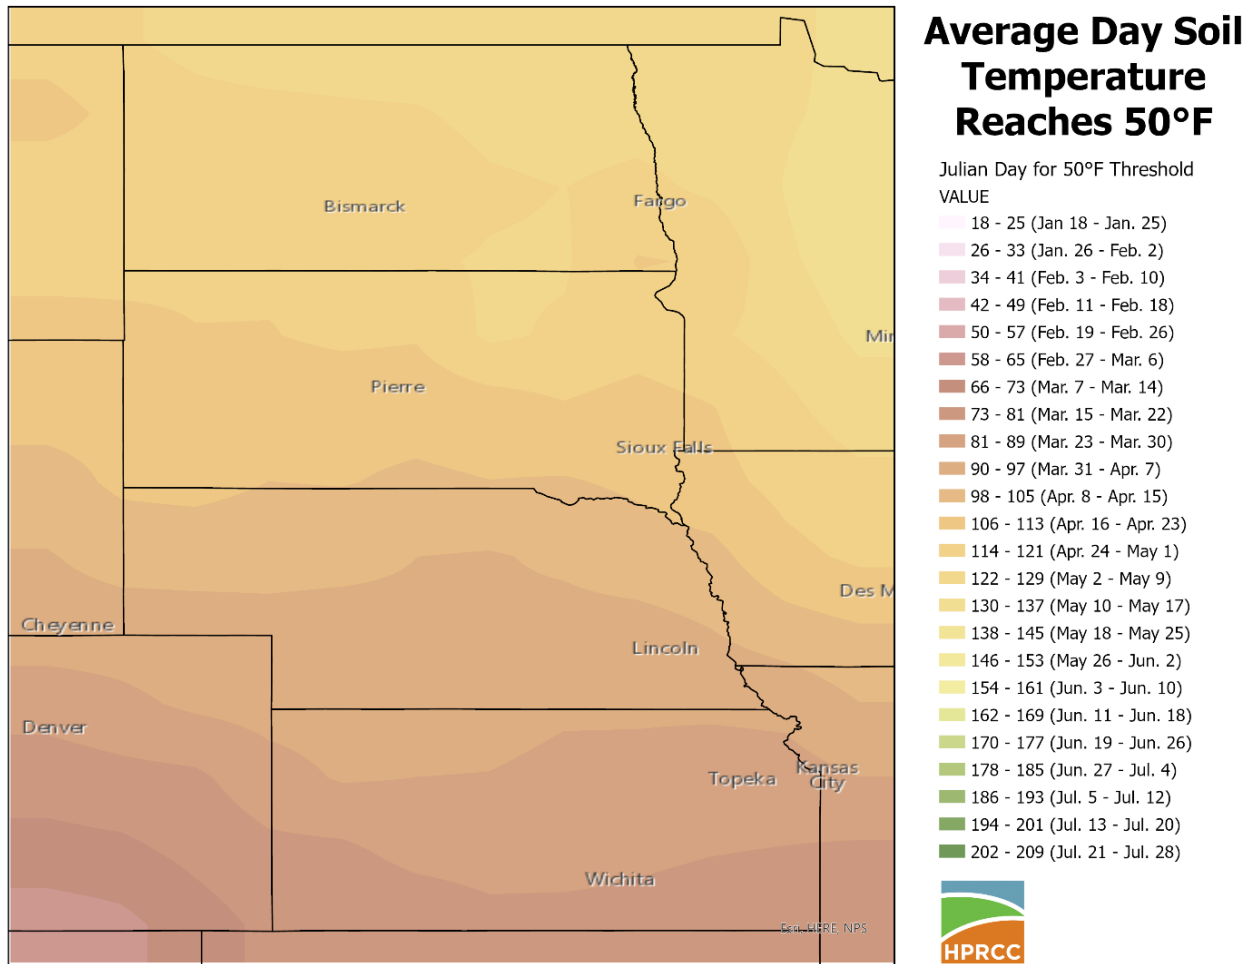 Average Day Soil
Temperature
Reaches 50°F
Julian Day for 50°F Threshold
VALUE
18 - 25 (Jan 18 - Jan. 25)
26 - 33 (Jan. 26 - Feb. 2)
34 - 41 (Feb. 3 - Feb. 10)
42 - 49 (Feb. 11 - Feb. 18)
50 - 57 (Feb. 19 - Feb. 26)
58 - 65 (Feb. 27 - Mar. 6)
66 - 73 (Mar. 7 - Mar. 14)
73 - 81 (Mar. 15 - Mar. 22)
81 - 89 (Mar. 23 - Mar. 30)
90 - 97 (Mar. 31 - Apr. 7)
98 - 105 (Apr. 8 - Apr. 15)
106 - 113 (Apr. 16 - Apr. 23)
114 - 121 (Apr. 24 - May 1)
122 - 129 (May 2 - May 9)
130 - 137 (May 10 - May 17)
138 - 145 (May 18 - May 25)
146 - 153 (May 26 - Jun. 2)
154 - 161 (Jun. 3 - Jun. 10)
162 - 169 (Jun. 11 - Jun. 18)
170 - 177 (Jun. 19 - Jun. 26)
178 - 185 (Jun. 27 - Jul. 4)
186 - 193 (Jul. 5 - Jul. 12)
194 - 201 (Jul. 13 - Jul. 20)
202 - 209 (Jul. 21 - Jul. 28)
HPRCC
Bismarck
Fargo
Min
Pierre
Sioux Falls
Des M
Cheyenne
Lincoln
Denver
Topeka
Kansas
City
Wichita
Esri, HERE, NPS